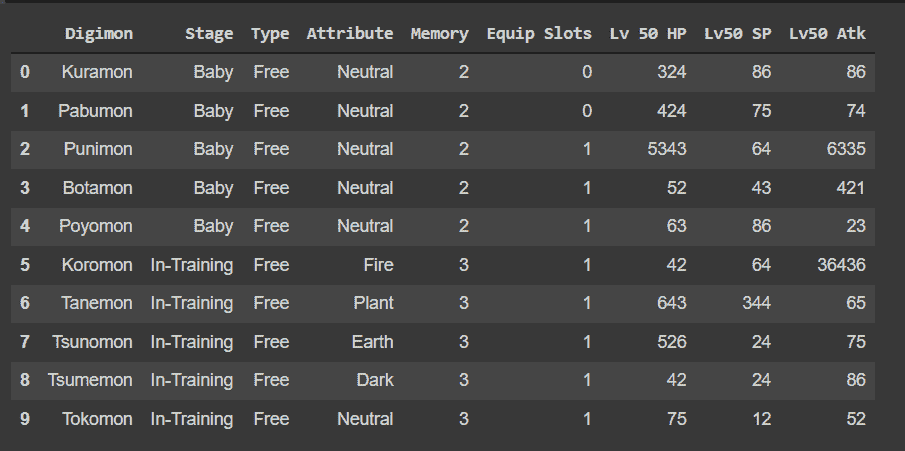 Digimon Stage Type Attribute Memory Equip Slots Lv 50 HP Lv50 SP Lv50 Atk
0 Kuramon Baby Free Neutral 2 0 324 86 86
1 Pabumon Baby Free Neutral 2 0 424 75 74
2 Punimon Baby Free Neutral 2 1 5343 64 6335
3 Botamon Baby Free Neutral 2 1 52 43 421
4 Poyomon Baby Free Neutral 2 1 63 86 23
5 Koromon In-Training Free Fire 3 1 42 64 36436
6 Tanemon In-Training Free Plant 3 1 643 344 65
7 Tsunomon In-Training Free Earth 3 1 526 24 75
8 Tsumemon In-Training Free Dark 3 1 42 24 86
9 Tokomon In-Training Free Neutral 3 1 75 12 52